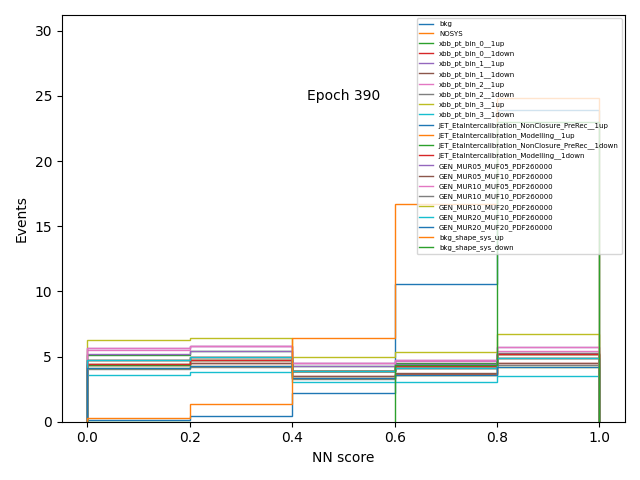 bkg
NOSYS
xbb_pt_bin_0__1up
xbb_pt_bin_0__1down
xbb_pt_bin_1__1up
xbb_pt_bin_1__1down
xbb_pt_bin_2__1up
xbb_pt_bin_2__1down
xbb_pt_bin_3__1up
xbb_pt_bin_3__1down
JET_EtaIntercalibration_NonClosure_PreRec__1up
JET_EtaIntercalibration_Modelling__1up
JET_EtaIntercalibration_NonClosure_PreRec__1down
JET_EtaIntercalibration_Modelling__1down
GEN_MUR05_MUF05_PDF260000
GEN_MUR05_MUF10_PDF260000
GEN_MUR10_MUF05_PDF260000
GEN_MUR10_MUF10_PDF260000
GEN_MUR10_MUF20_PDF260000
GEN_MUR20_MUF10_PDF260000
GEN_MUR20_MUF20_PDF260000
bkg_shape_sys_up
bkg_shape_sys_down
Epoch 390
30
25
20
15
10
5
0
Events
0.0 0.2 0.4 0.6 0.8 1.0
NN score